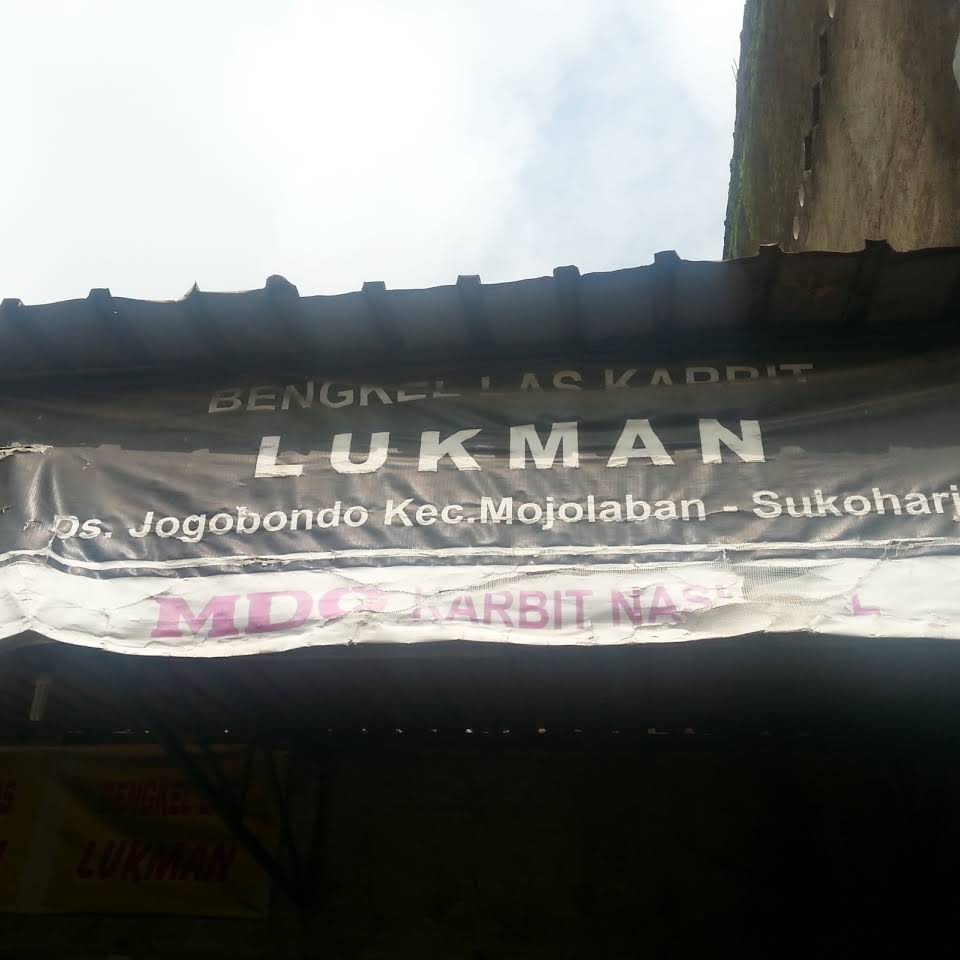 BENGKEL LAS KARBIT
LUKMAN
Ds. Jogobondo Kec.Mojolaban - Sukoharj
MDQ KARBIT NAS
BENGKEL
LUKMAN